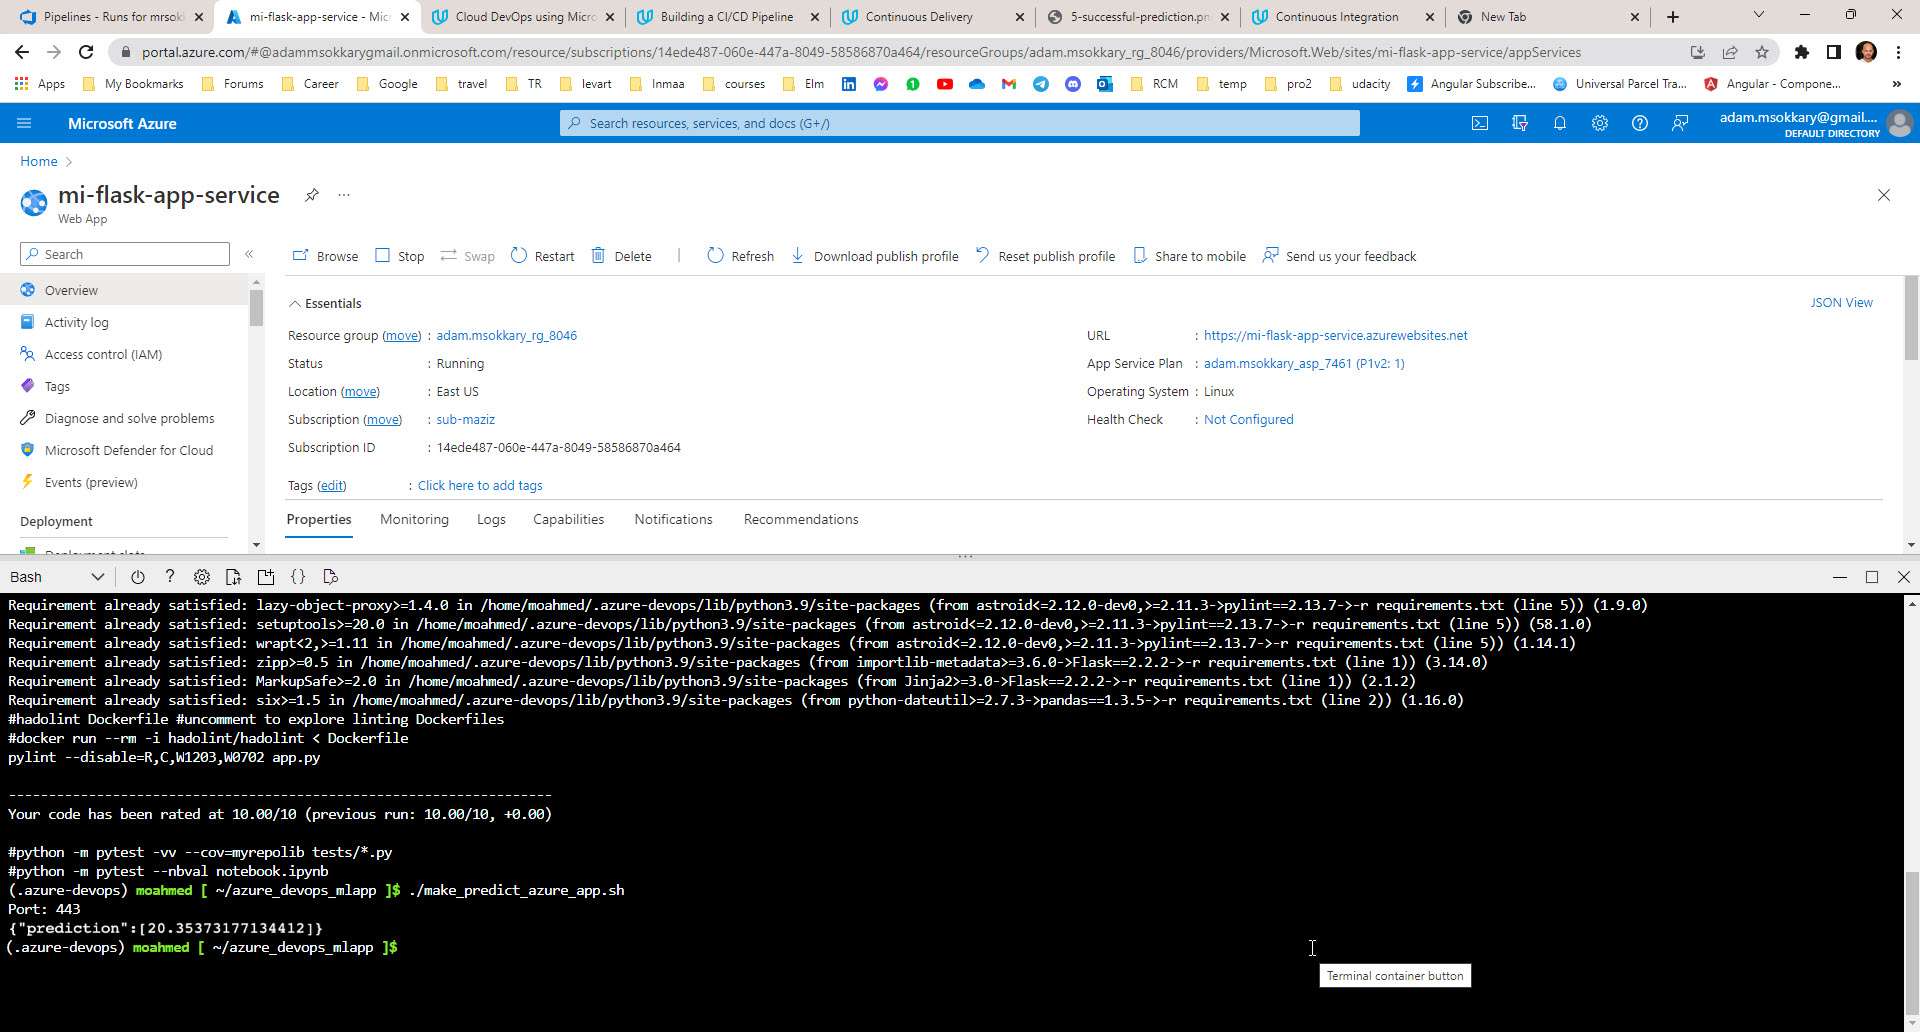 Pipelines - Runs for mrsok
mi-flask-app-service - Mic
Cloud DevOps using Micro
Building a CI/CD Pipeline
Continuous Delivery
5-successful-prediction.pn
Continuous Integration
New Tab
portal.azure.com/#@adammsokkarygmail.onmicrosoft.com/resource/subscriptions/14ede487-060e-447a-8049-58586870a464/resourceGroups/adam.msokkary_rg_8046/providers/Microsoft.Web/sites/mi-flask-app-service/appServices
Apps My Bookmarks Forums Career Google travel TR levart Inmaa courses Elm RCM temp pro2 udacity Angular Subscribe... Universal Parcel Tra... Angular - Compone... »
Microsoft Azure
Search resources, services, and docs (G+/)
adam.msokkary@gmail....
DEFAULT DIRECTORY
Home >
mi-flask-app-service
Web App
Search
«
Browse Stop Swap Restart Delete | Refresh Download publish profile Reset publish profile Share to mobile Send us your feedback
Overview
Activity log
Access control (IAM)
Tags
Diagnose and solve problems
Microsoft Defender for Cloud
Events (preview)
Deployment
Deployment slots
Essentials
JSON View
Resource group (move) : adam.msokkary_rg_8046
Status : Running
Location (move) : East US
Subscription (move) : sub-maziz
Subscription ID : 14ede487-060e-447a-8049-58586870a464
URL : https://mi-flask-app-service.azurewebsites.net
App Service Plan : adam.msokkary_asp_7461 (P1v2: 1)
Operating System : Linux
Health Check : Not Configured
Tags (edit) : Click here to add tags
Properties Monitoring Logs Capabilities Notifications Recommendations
Bash
Requirement already satisfied: lazy-object-proxy>=1.4.0 in /home/moahmed/.azure-devops/lib/python3.9/site-packages (from astroid<=2.12.0-dev0,>=2.11.3->pylint==2.13.7->-r requirements.txt (line 5)) (1.9.0)
Requirement already satisfied: setuptools>=20.0 in /home/moahmed/.azure-devops/lib/python3.9/site-packages (from astroid<=2.12.0-dev0,>=2.11.3->pylint==2.13.7->-r requirements.txt (line 5)) (58.1.0)
Requirement already satisfied: wrapt<2,>=1.11 in /home/moahmed/.azure-devops/lib/python3.9/site-packages (from astroid<=2.12.0-dev0,>=2.11.3->pylint==2.13.7->-r requirements.txt (line 5)) (1.14.1)
Requirement already satisfied: zipp>=0.5 in /home/moahmed/.azure-devops/lib/python3.9/site-packages (from importlib-metadata>=3.6.0->Flask==2.2.2->-r requirements.txt (line 1)) (3.14.0)
Requirement already satisfied: MarkupSafe>=2.0 in /home/moahmed/.azure-devops/lib/python3.9/site-packages (from Jinja2>=3.0->Flask==2.2.2->-r requirements.txt (line 1)) (2.1.2)
Requirement already satisfied: six>=1.5 in /home/moahmed/.azure-devops/lib/python3.9/site-packages (from python-dateutil>=2.7.3->pandas==1.3.5->-r requirements.txt (line 2)) (1.16.0)
#hadolint Dockerfile #uncomment to explore linting Dockerfiles
#docker run --rm -i hadolint/hadolint < Dockerfile
pylint --disable=R,C,W1203,W0702 app.py
--------------------------------------------------------------------
Your code has been rated at 10.00/10 (previous run: 10.00/10, +0.00)
#python -m pytest -vv --cov=myrepolib tests/*.py
#python -m pytest --nbval notebook.ipynb
(.azure-devops) moahmed [ ~/azure_devops_mlapp ]$ ./make_predict_azure_app.sh
Port: 443
{"prediction":[20.35373177134412]}
(.azure-devops) moahmed [ ~/azure_devops_mlapp ]$
Terminal container button